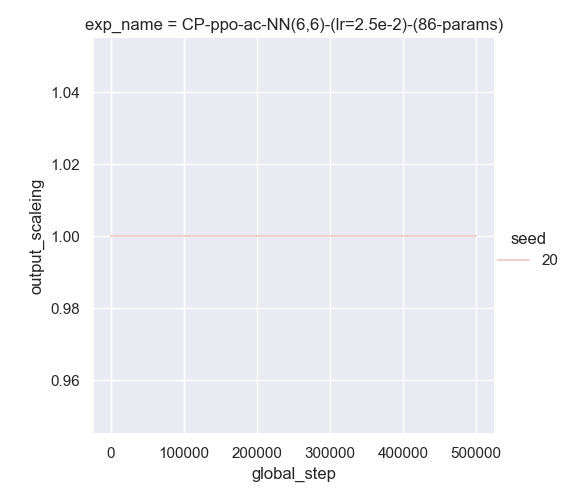 exp_name = CP-ppo-ac-NN(6,6)-(lr=2.5e-2)-(86-params)
1.04
1.02
1.00
0.98
0.96
output_scaleing
0 100000 200000 300000 400000 500000
global_step
seed
20